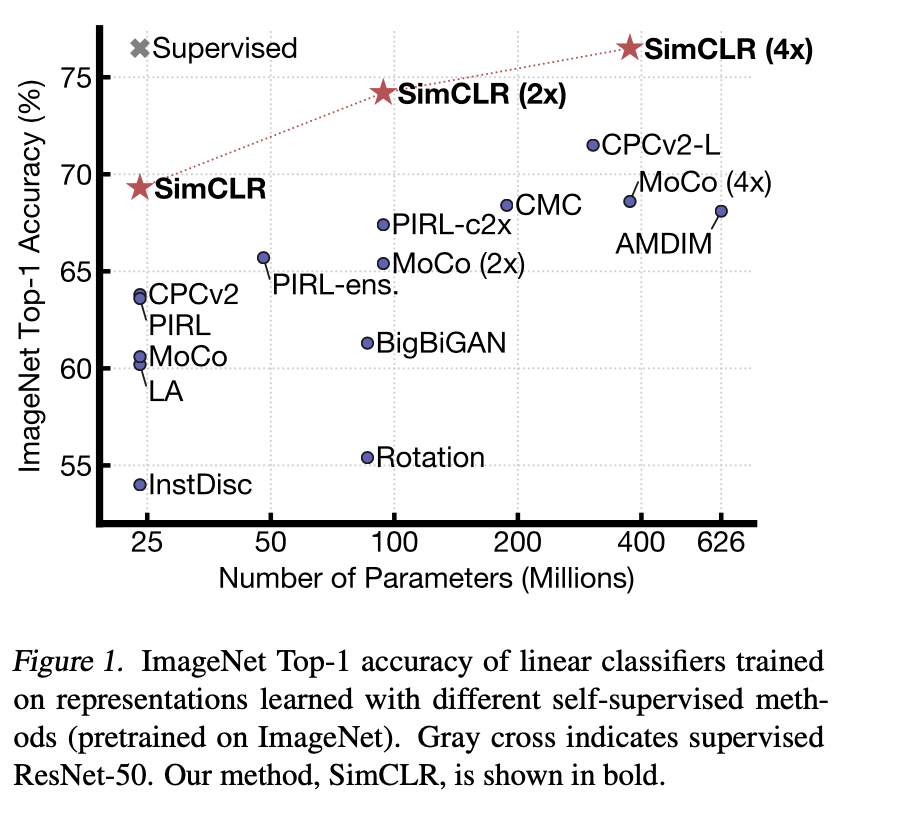 ImageNet Top-1 Accuracy (%)
75
70
65
60
55
Supervised
SimCLR (4x)
SimCLR (2x)
CPCv2-L
MoCo (4x)
SimCLR
CMC
PIRL-c2x
AMDIM
MoCo (2x)
PIRL-ens.
CPCv2
PIRL
BigBiGAN
MoCo
LA
Rotation
InstDisc
25 50 100 200 400 626
Number of Parameters (Millions)
Figure 1. ImageNet Top-1 accuracy of linear classifiers trained
on representations learned with different self-supervised meth-
ods (pretrained on ImageNet). Gray cross indicates supervised
ResNet-50. Our method, SimCLR, is shown in bold.